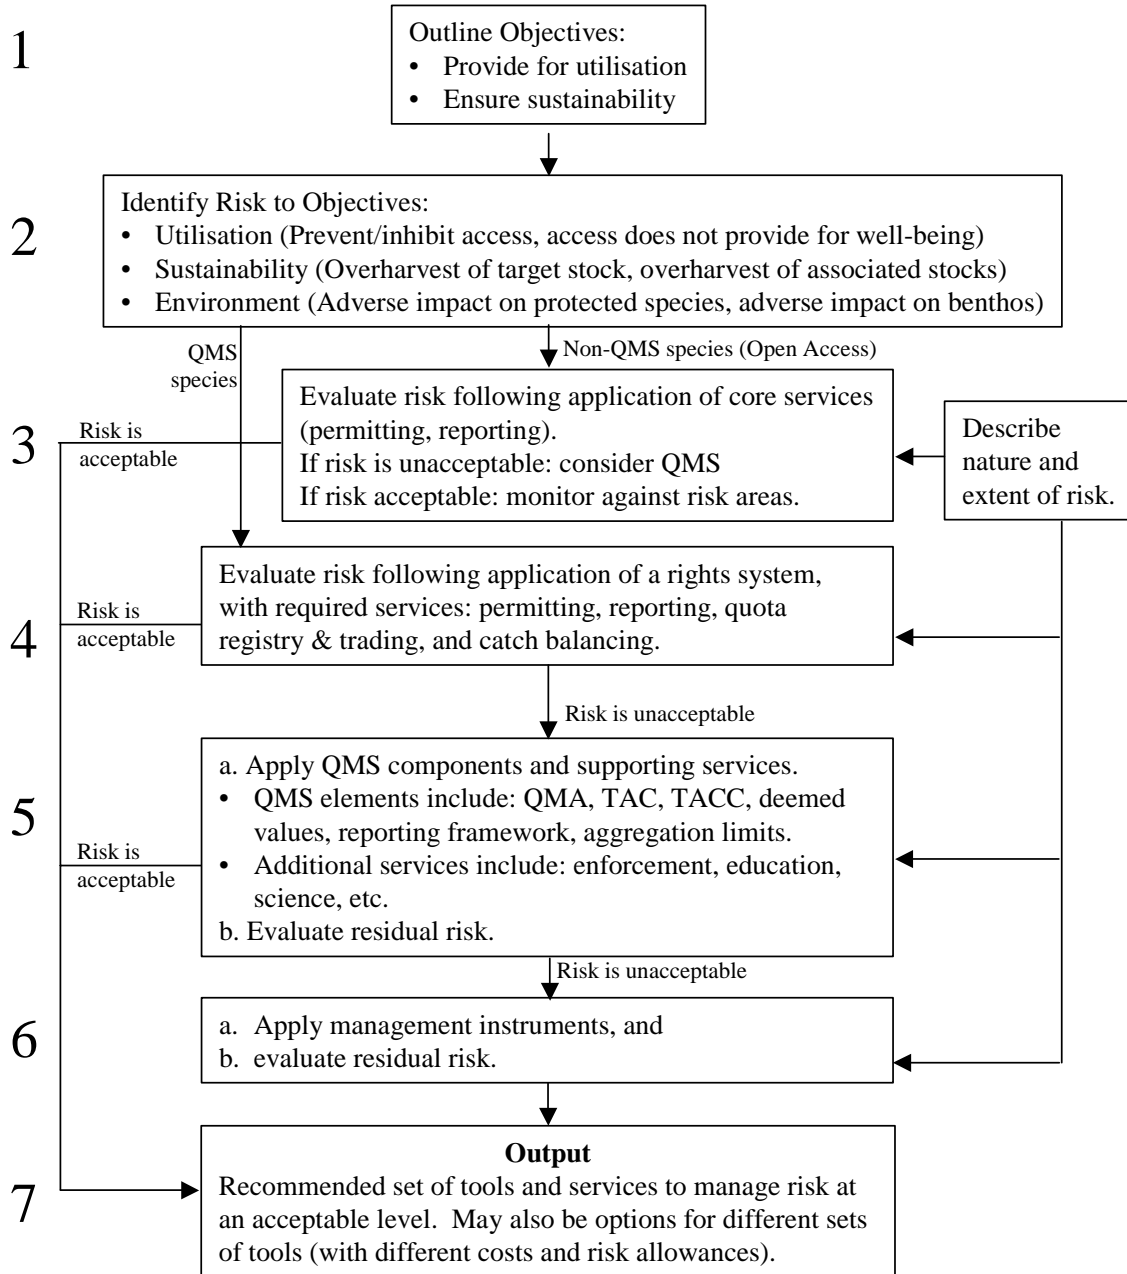 1
Outline Objectives:
• Provide for utilisation
• Ensure sustainability
2
Identify Risk to Objectives:
• Utilisation (Prevent/inhibit access, access does not provide for well-being)
• Sustainability (Overharvest of target stock, overharvest of associated stocks)
• Environment (Adverse impact on protected species, adverse impact on benthos)
QMS
species
Non-QMS species (Open Access)
3
Risk is
acceptable
Evaluate risk following application of core services
(permitting, reporting).
If risk is unacceptable: consider QMS
If risk acceptable: monitor against risk areas.
Describe
nature and
extent of risk.
4
Risk is
acceptable
Evaluate risk following application of a rights system,
with required services: permitting, reporting, quota
registry & trading, and catch balancing.
Risk is unacceptable
5
Risk is
acceptable
a. Apply QMS components and supporting services.
• QMS elements include: QMA, TAC, TACC, deemed
values, reporting framework, aggregation limits.
• Additional services include: enforcement, education,
science, etc.
b. Evaluate residual risk.
Risk is unacceptable
6
a. Apply management instruments, and
b. evaluate residual risk.
7
Output
Recommended set of tools and services to manage risk at
an acceptable level. May also be options for different sets
of tools (with different costs and risk allowances).